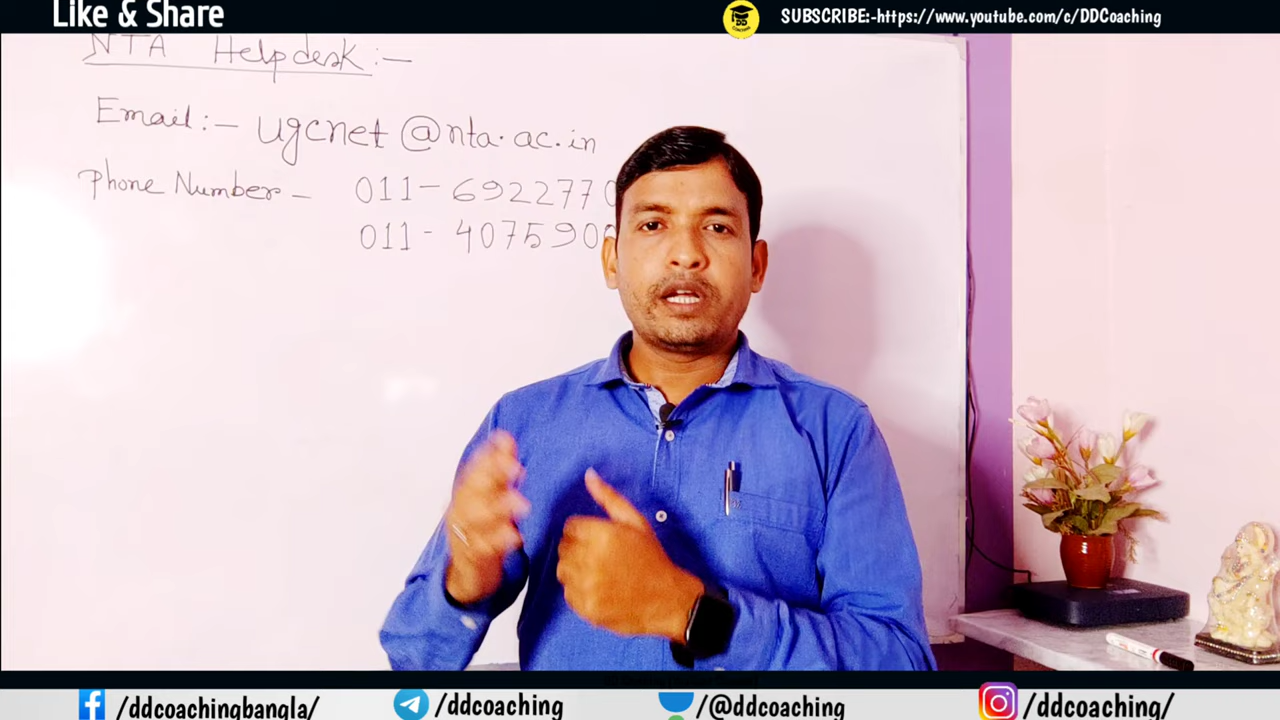 Like & Share
SUBSCRIBE:-https://www.youtube.com/c/DDCoaching
NTA Helpdesk:-
Email:- ugcnet@nta.ac.in
Phone Number - 011-6922770
011-4075900
/ddcoachingbangla/
/ddcoaching
/@ddcoaching
/ddcoaching/